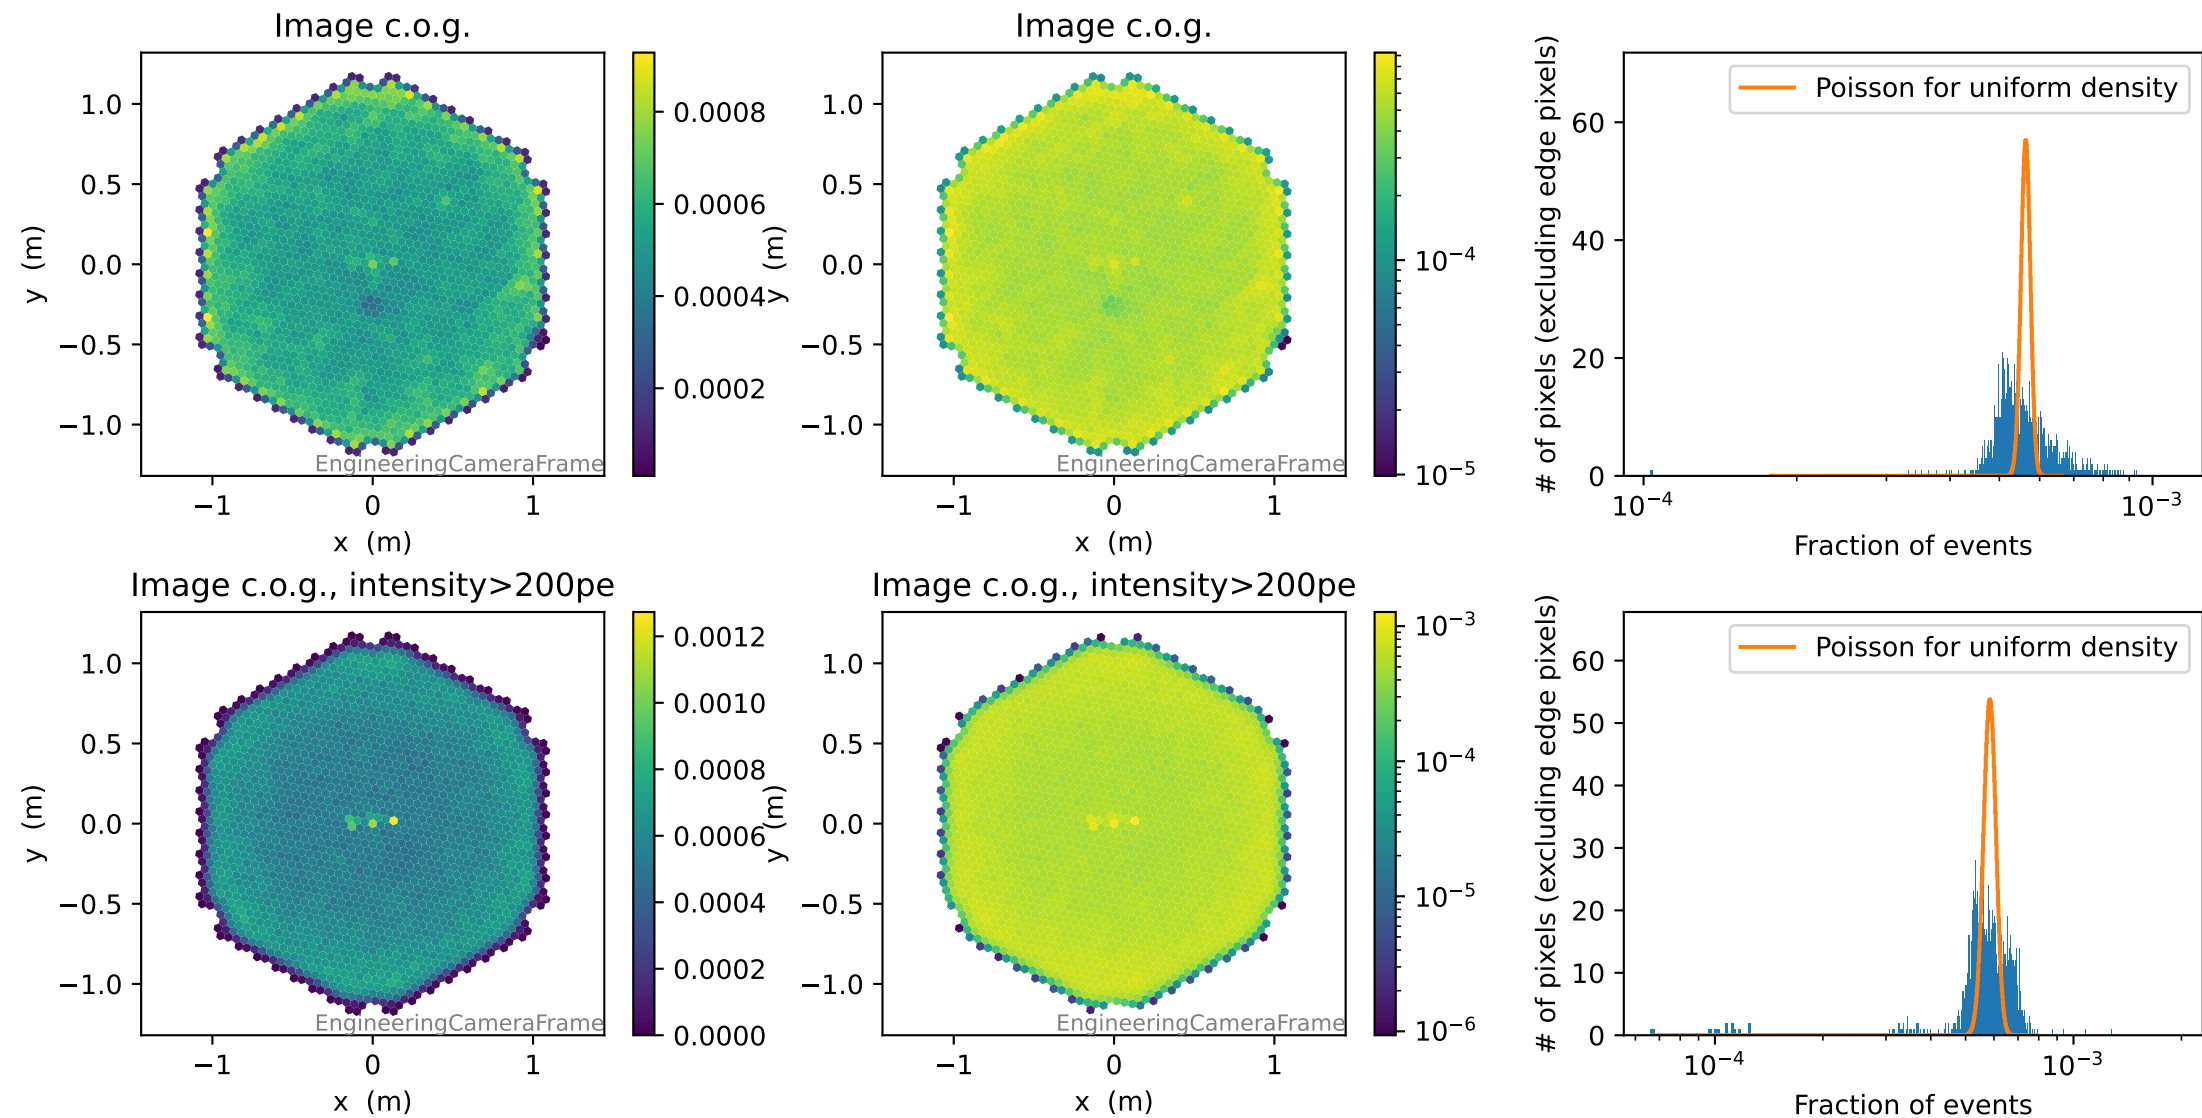 Image c.o.g.
y (m)
1.0
0.5
0.0
−0.5
−1.0
EngineeringCameraFrame
−1 0 1
x (m)
0.0008
0.0006
0.0004
0.0002
Image c.o.g.
y (m)
1.0
0.5
0.0
−0.5
−1.0
EngineeringCameraFrame
−1 0 1
x (m)
10−4
10−5
# of pixels (excluding edge pixels)
60
40
20
0
Poisson for uniform density
10−4 10−3
Fraction of events
Image c.o.g., intensity>200pe
y (m)
1.0
0.5
0.0
−0.5
−1.0
EngineeringCameraFrame
−1 0 1
x (m)
0.0012
0.0010
0.0008
0.0006
0.0004
0.0002
0.0000
Image c.o.g., intensity>200pe
y (m)
1.0
0.5
0.0
−0.5
−1.0
EngineeringCameraFrame
−1 0 1
x (m)
10−3
10−4
10−5
10−6
# of pixels (excluding edge pixels)
60
50
40
30
20
10
0
Poisson for uniform density
10−4 10−3
Fraction of events